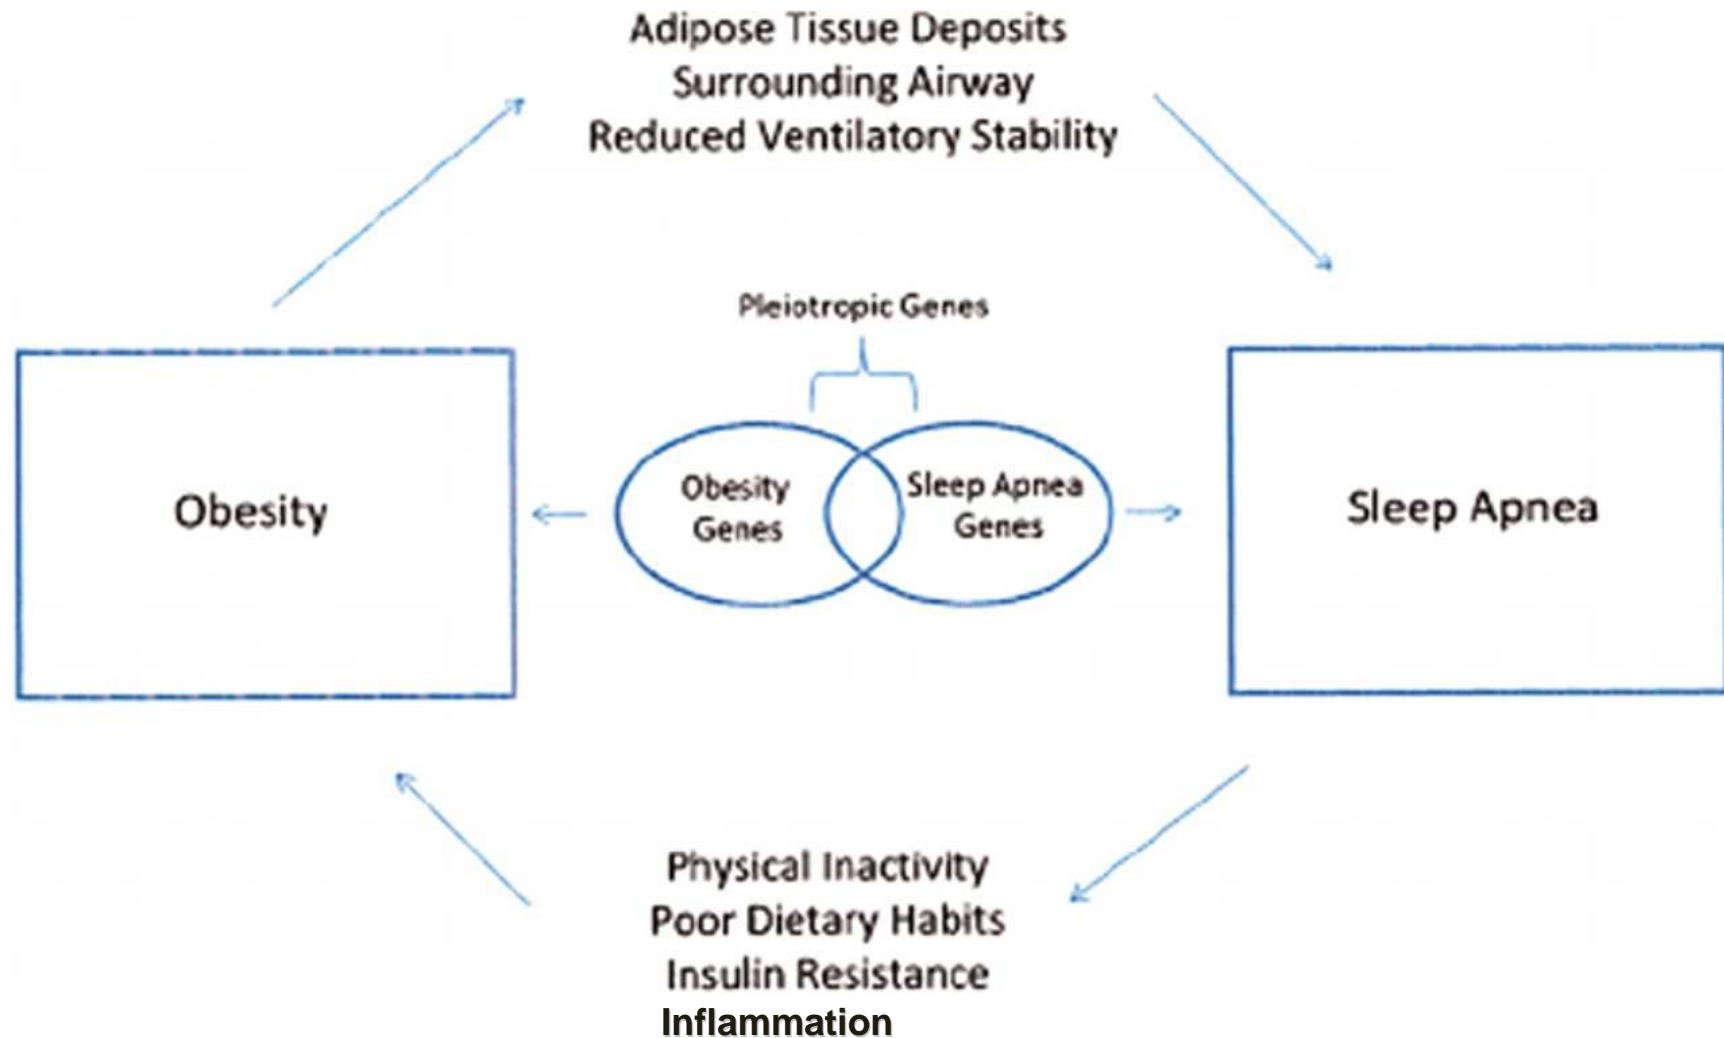 Adipose Tissue Deposits
Surrounding Airway
Reduced Ventilatory Stability
Pleiotropic Genes
Obesity
Obesity
Genes
Sleep Apnea
Genes
Sleep Apnea
Physical Inactivity
Poor Dietary Habits
Insulin Resistance
Inflammation